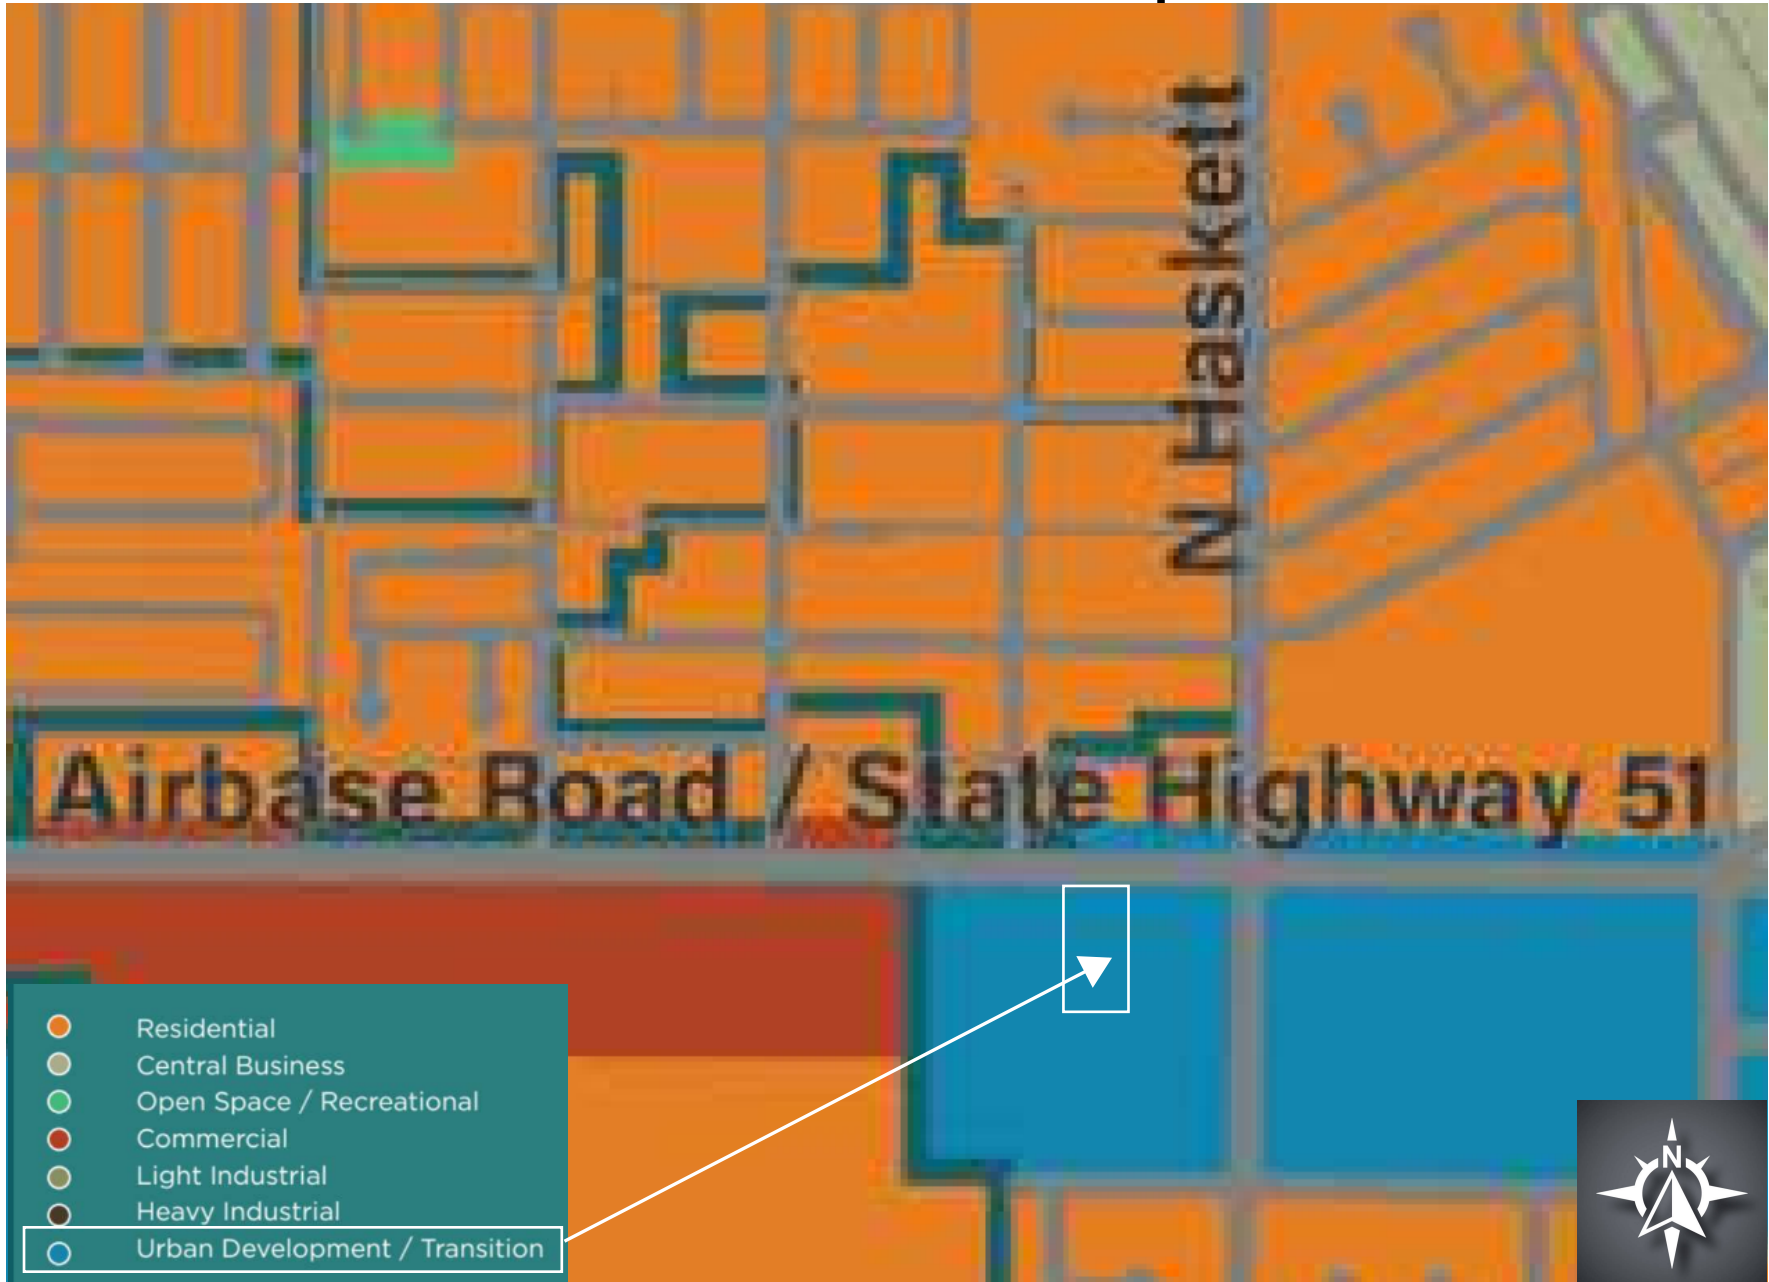 N Haskett
Airbase Road / State Highway 51
Residential
Central Business
Open Space / Recreational
Commercial
Light Industrial
Heavy Industrial
Urban Development / Transition
N